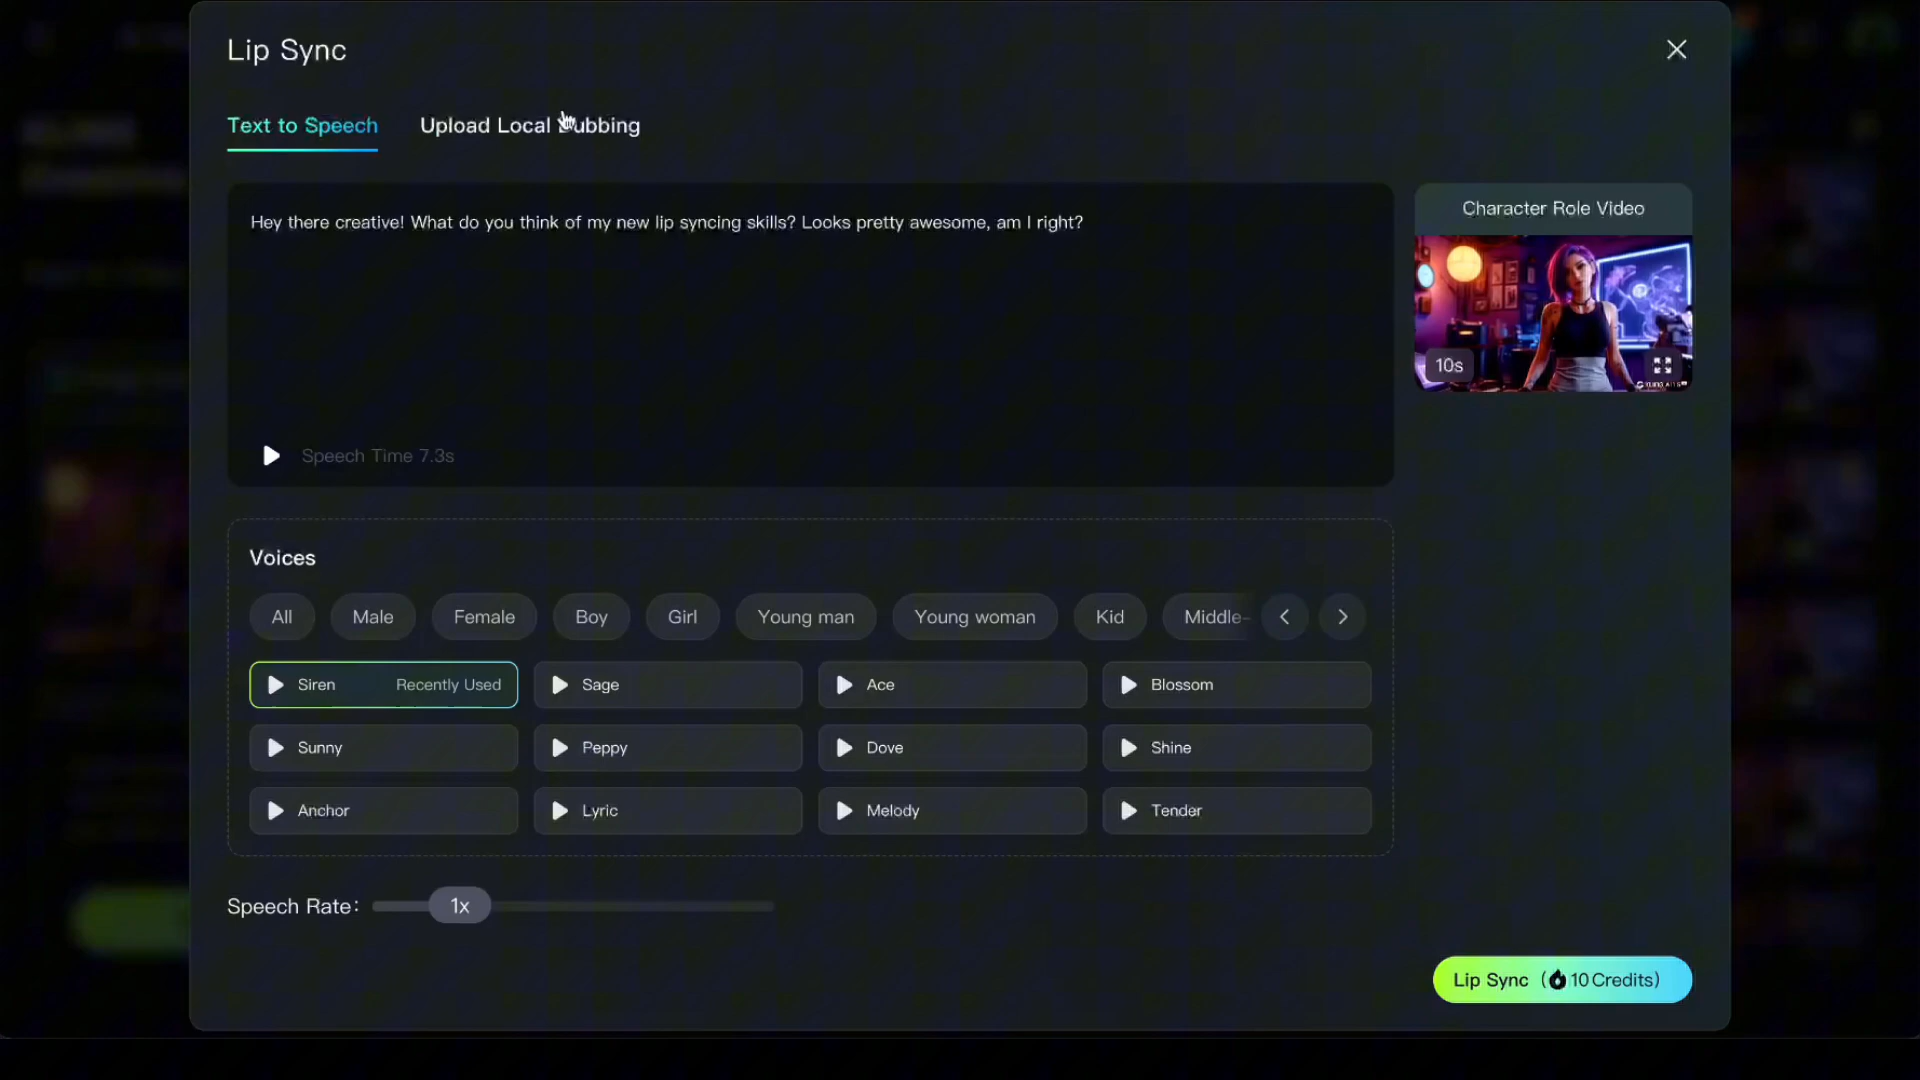 Lip Sync
Text to Speech
Upload Local Dubbing
Hey there creative! What do you think of my new lip syncing skills? Looks pretty awesome, am I right?
Speech Time 7.3s
Character Role Video
10s
Voices
All
Male
Female
Boy
Girl
Young man
Young woman
Kid
Middle-
Siren
Recently Used
Sage
Ace
Blossom
Sunny
Peppy
Dove
Shine
Anchor
Lyric
Melody
Tender
Speech Rate:
1x
Lip Sync (10 Credits)